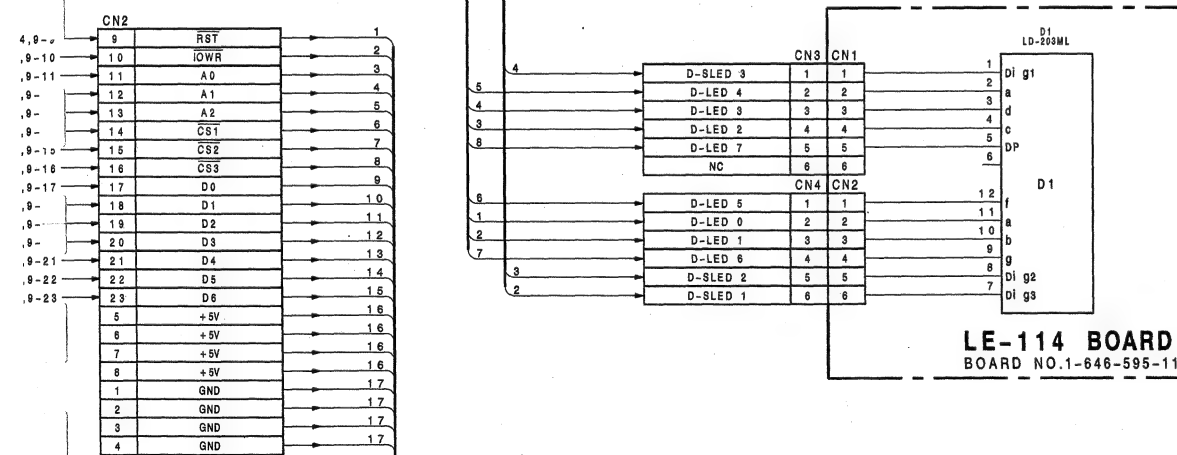 CN2
9 RST 1
,9-10 10 IOWR 2
,9-11 11 A0 3
,9- 12 A1 4
,9- 13 A2 5
,9- 14 CS1 6
,9-15 15 CS2 7
,9-16 16 CS3 8
,9-17 17 D0 9
,9- 18 D1 10
,9- 19 D2 11
,9- 20 D3 12
,9-21 21 D4 13
,9-22 22 D5 14
,9-23 23 D6 15
5 +5V 16
6 +5V 16
7 +5V 16
8 +5V 16
1 GND 17
2 GND 17
3 GND 17
4 GND 17
CN3 CN1
4 D-SLED 3 1 1
5 D-LED 4 2 2
4 D-LED 3 3 3
3 D-LED 2 4 4
8 D-LED 7 5 5
NC 6 6
CN4 CN2
6 D-LED 5 1 1
1 D-LED 0 2 2
2 D-LED 1 3 3
7 D-LED 6 4 4
3 D-SLED 2 5 5
2 D-SLED 1 6 6
D1
LD-203ML
1 Dig1
2 a
3 d
4 c
5 DP
6
D1
12 f
11 a
10 b
9 g
8 Dig2
7 Dig3
LE-114 BOARD
BOARD NO.1-646-595-11